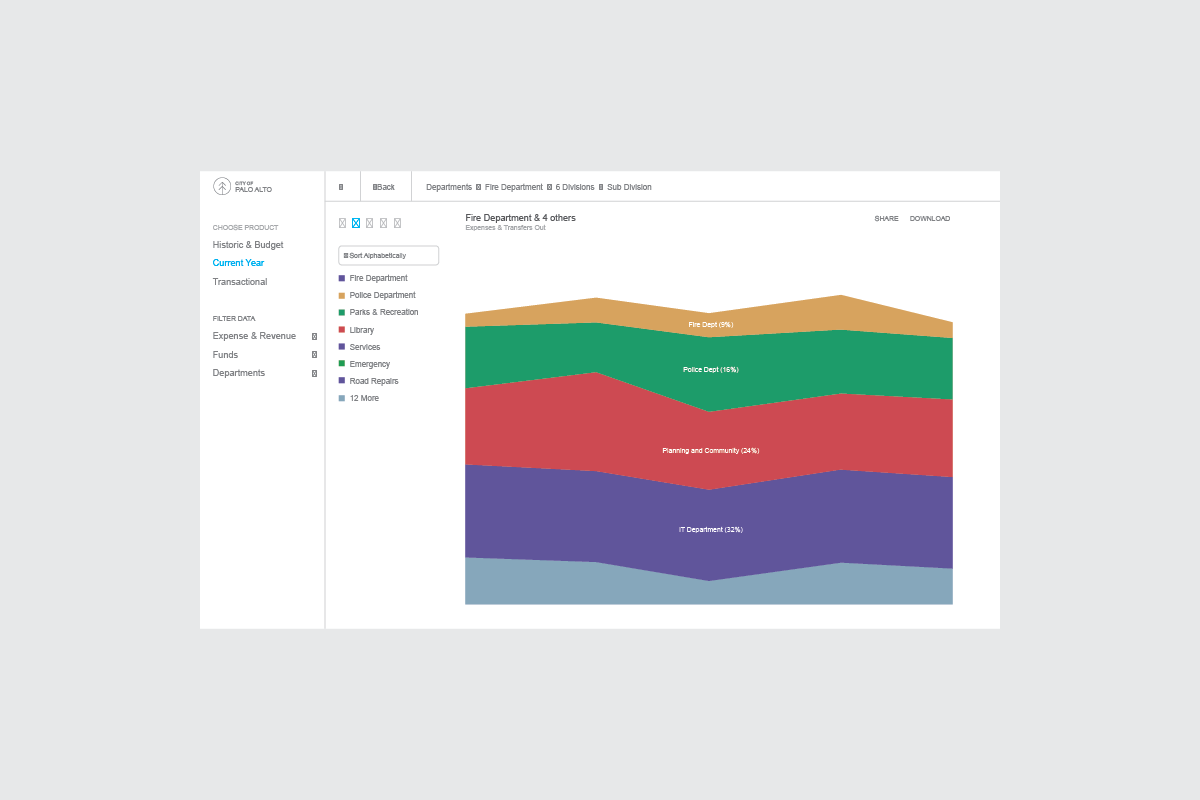 CITY OF
PALO ALTO
Back
Departments Fire Department 6 Divisions Sub Division
CHOOSE PRODUCT
Historic & Budget
Current Year
Transactional
FILTER DATA
Expense & Revenue
Funds
Departments
Sort Alphabetically
Fire Department
Police Department
Parks & Recreation
Library
Services
Emergency
Road Repairs
12 More
Fire Department & 4 others
Expenses & Transfers Out
SHARE DOWNLOAD
Fire Dept (9%)
Police Dept (16%)
Planning and Community (24%)
IT Department (32%)